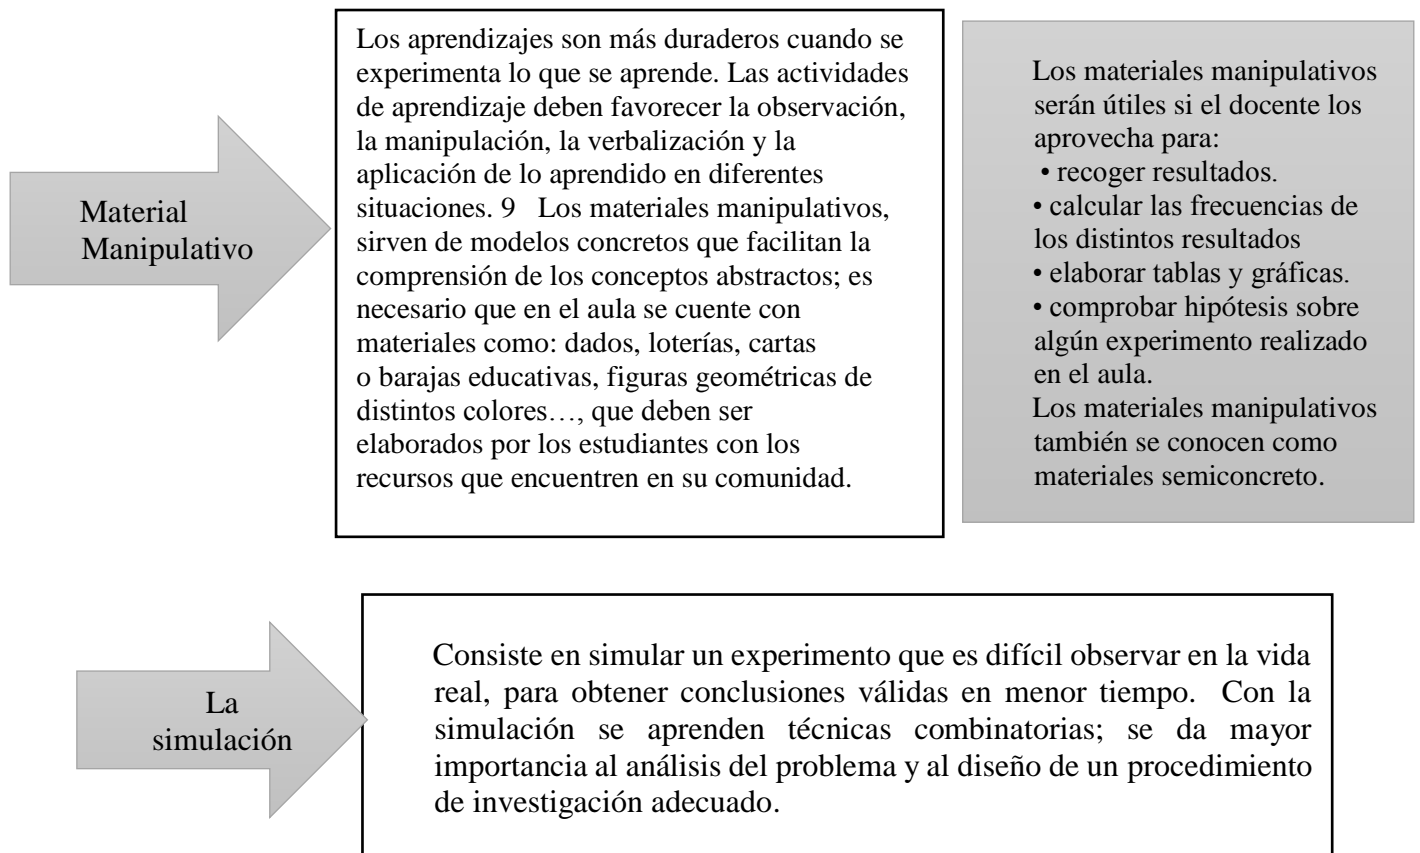 Material
Manipulativo
Los aprendizajes son más duraderos cuando se
experimenta lo que se aprende. Las actividades
de aprendizaje deben favorecer la observación,
la manipulación, la verbalización y la
aplicación de lo aprendido en diferentes
situaciones. 9 Los materiales manipulativos,
sirven de modelos concretos que facilitan la
comprensión de los conceptos abstractos; es
necesario que en el aula se cuente con
materiales como: dados, loterías, cartas
o barajas educativas, figuras geométricas de
distintos colores…, que deben ser
elaborados por los estudiantes con los
recursos que encuentren en su comunidad.
Los materiales manipulativos
serán útiles si el docente los
aprovecha para:
• recoger resultados.
• calcular las frecuencias de
los distintos resultados
• elaborar tablas y gráficas.
• comprobar hipótesis sobre
algún experimento realizado
en el aula.
Los materiales manipulativos
también se conocen como
materiales semiconcreto.
La
simulación
Consiste en simular un experimento que es difícil observar en la vida
real, para obtener conclusiones válidas en menor tiempo. Con la
simulación se aprenden técnicas combinatorias; se da mayor
importancia al análisis del problema y al diseño de un procedimiento
de investigación adecuado.